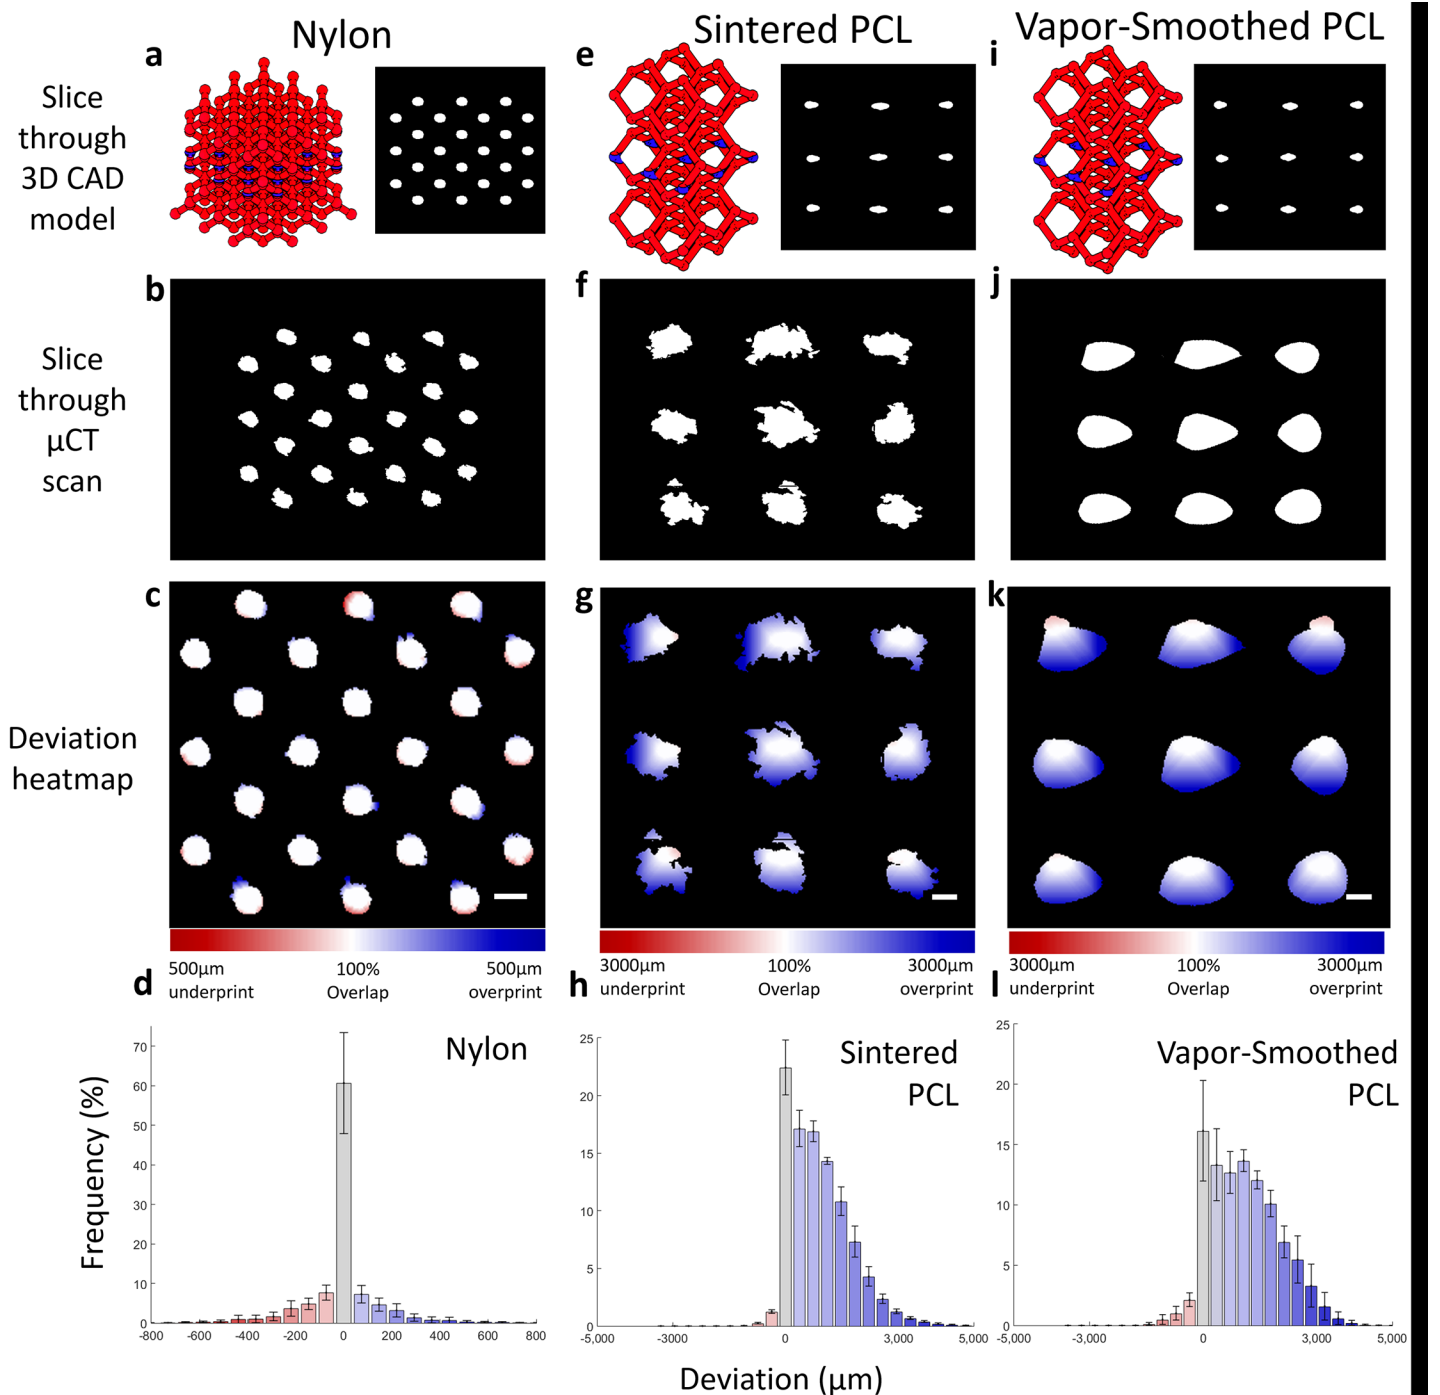 Nylon
Sintered PCL
Vapor-Smoothed PCL
a
e
i
Slice
through
3D CAD
model
b
f
j
Slice
through
µCT
scan
c
g
k
Deviation
heatmap
500µm
underprint
100%
Overlap
500µm
overprint
3000µm
underprint
100%
Overlap
3000µm
overprint
3000µm
underprint
100%
Overlap
3000µm
overprint
d
Nylon
Frequency (%)
70
60
50
40
30
20
10
0
-800
-600
-400
-200
0
200
400
600
800
h
Sintered
PCL
25
20
15
10
5
0
-5,000
-3000
0
3,000
5,000
l
Vapor-Smoothed
PCL
25
20
15
10
5
0
-5,000
-3,000
0
3,000
5,000
Deviation (µm)